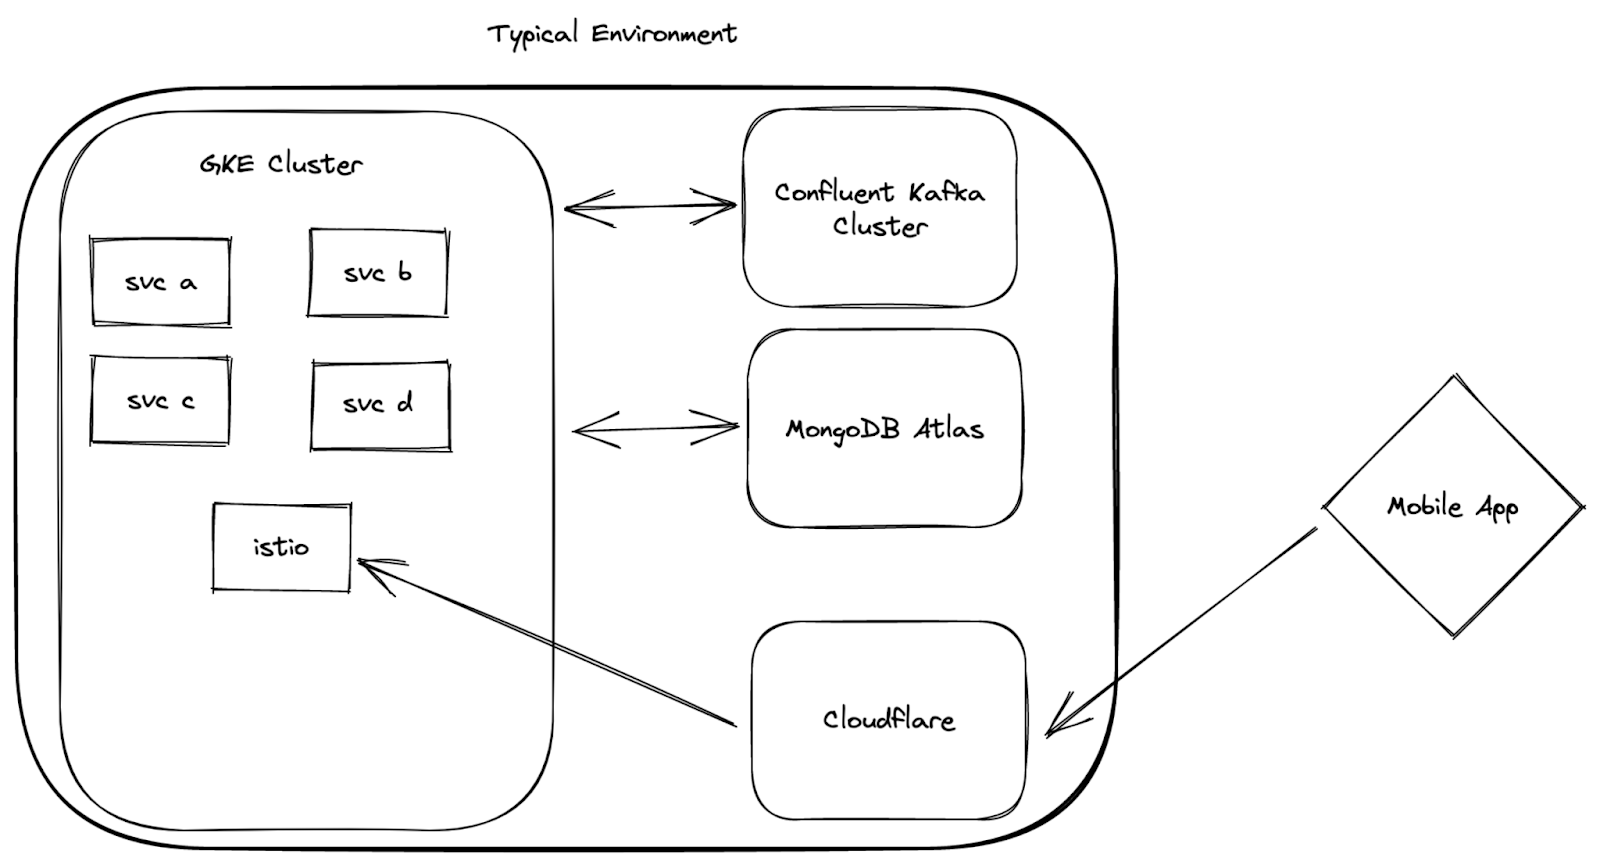 Typical Environment
GKE Cluster
svc a
svc b
svc c
svc d
istio
Confluent Kafka
Cluster
MongoDB Atlas
Cloudflare
Mobile App